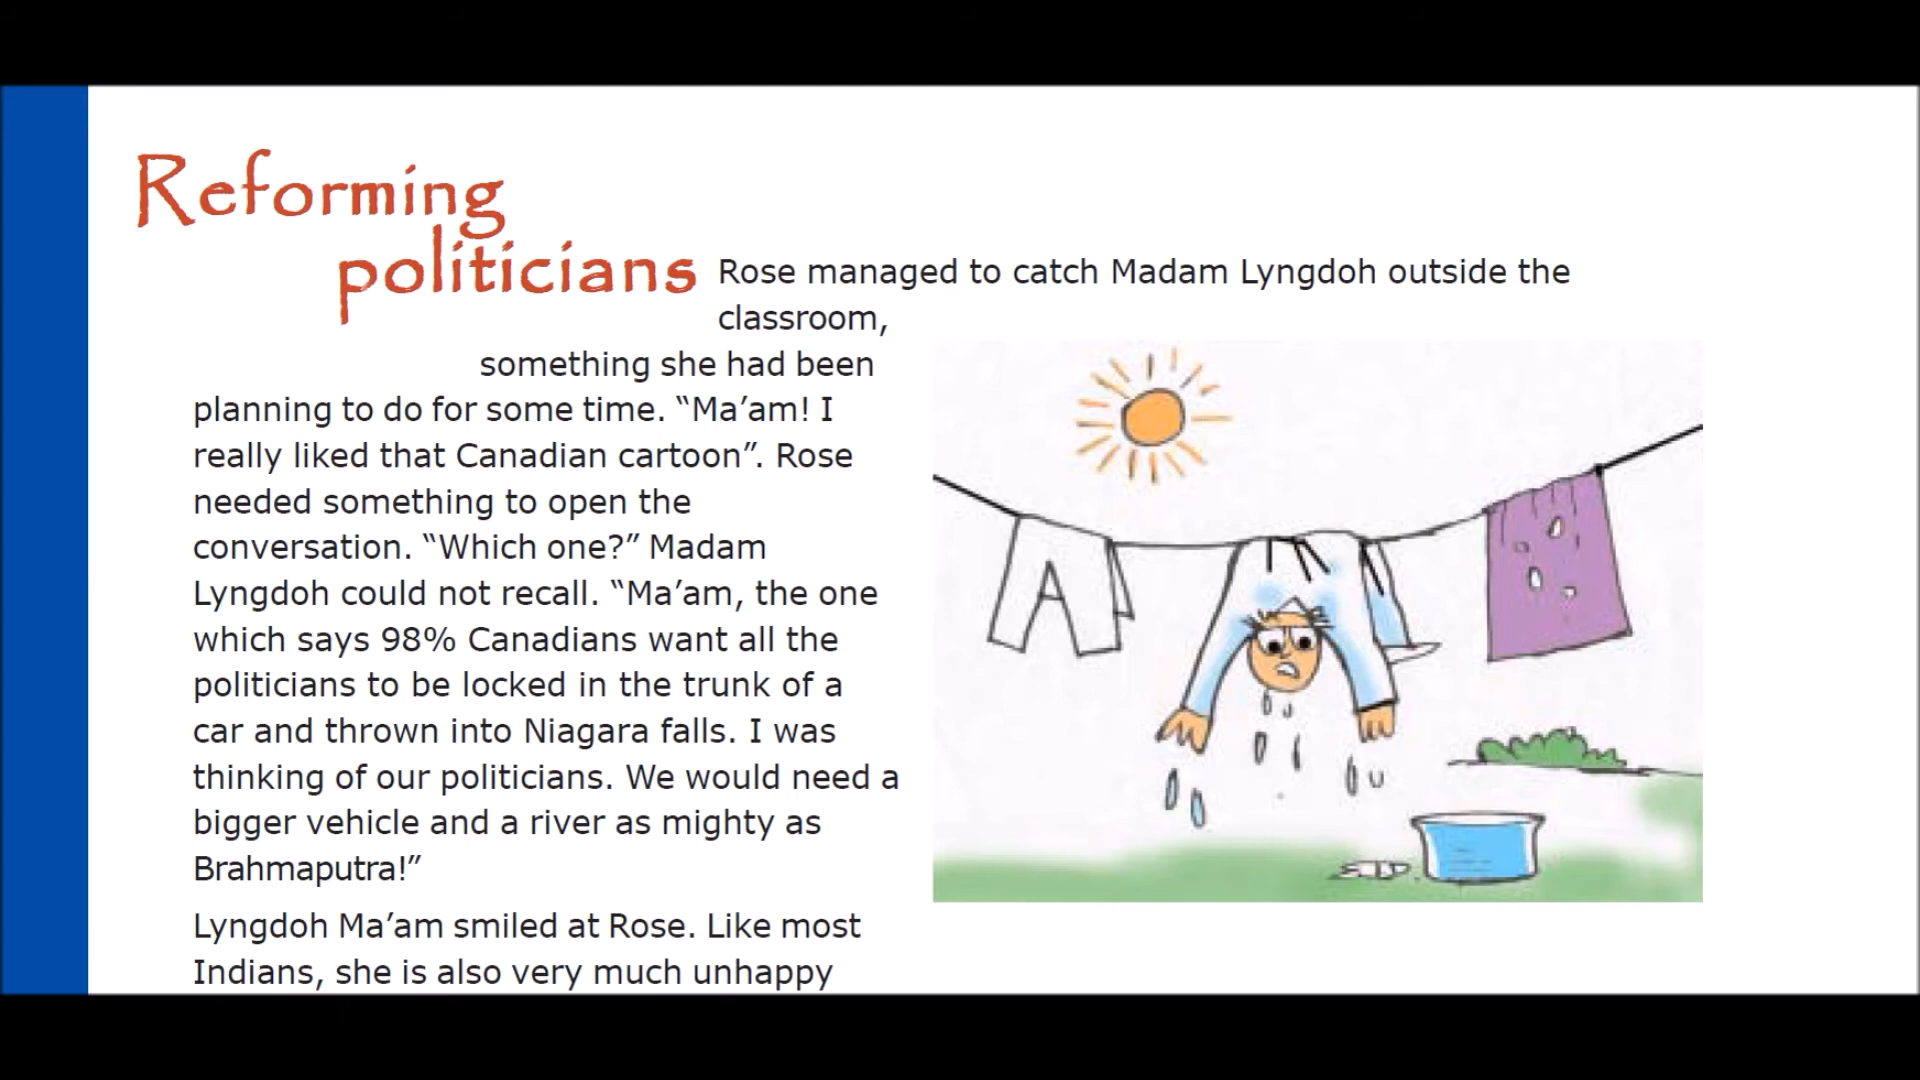 Reforming
politicians
Rose managed to catch Madam Lyngdoh outside the
classroom,
something she had been
planning to do for some time. “Ma’am! I
really liked that Canadian cartoon”. Rose
needed something to open the
conversation. “Which one?” Madam
Lyngdoh could not recall. “Ma’am, the one
which says 98% Canadians want all the
politicians to be locked in the trunk of a
car and thrown into Niagara falls. I was
thinking of our politicians. We would need a
bigger vehicle and a river as mighty as
Brahmaputra!”
Lyngdoh Ma’am smiled at Rose. Like most
Indians, she is also very much unhappy